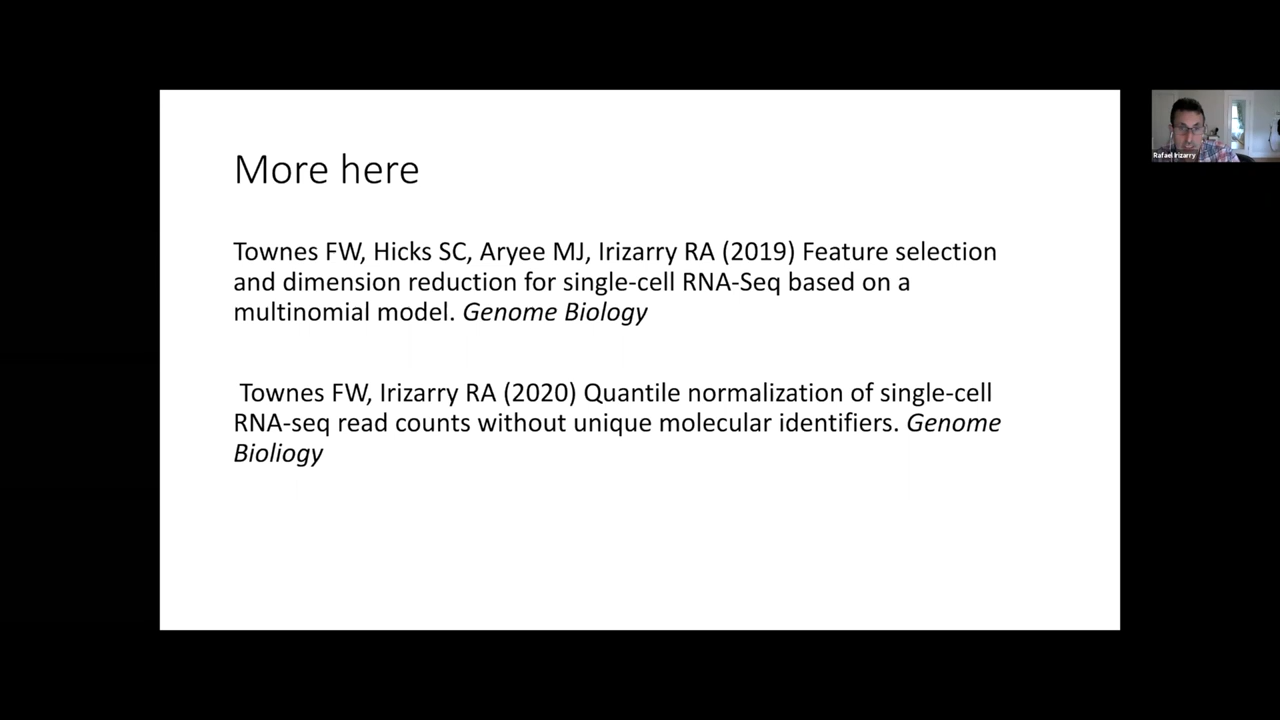 More here
Townes FW, Hicks SC, Aryee MJ, Irizarry RA (2019) Feature selection
and dimension reduction for single-cell RNA-Seq based on a
multinomial model. Genome Biology
Townes FW, Irizarry RA (2020) Quantile normalization of single-cell
RNA-seq read counts without unique molecular identifiers. Genome
Bioliogy
Rafael Irizarry